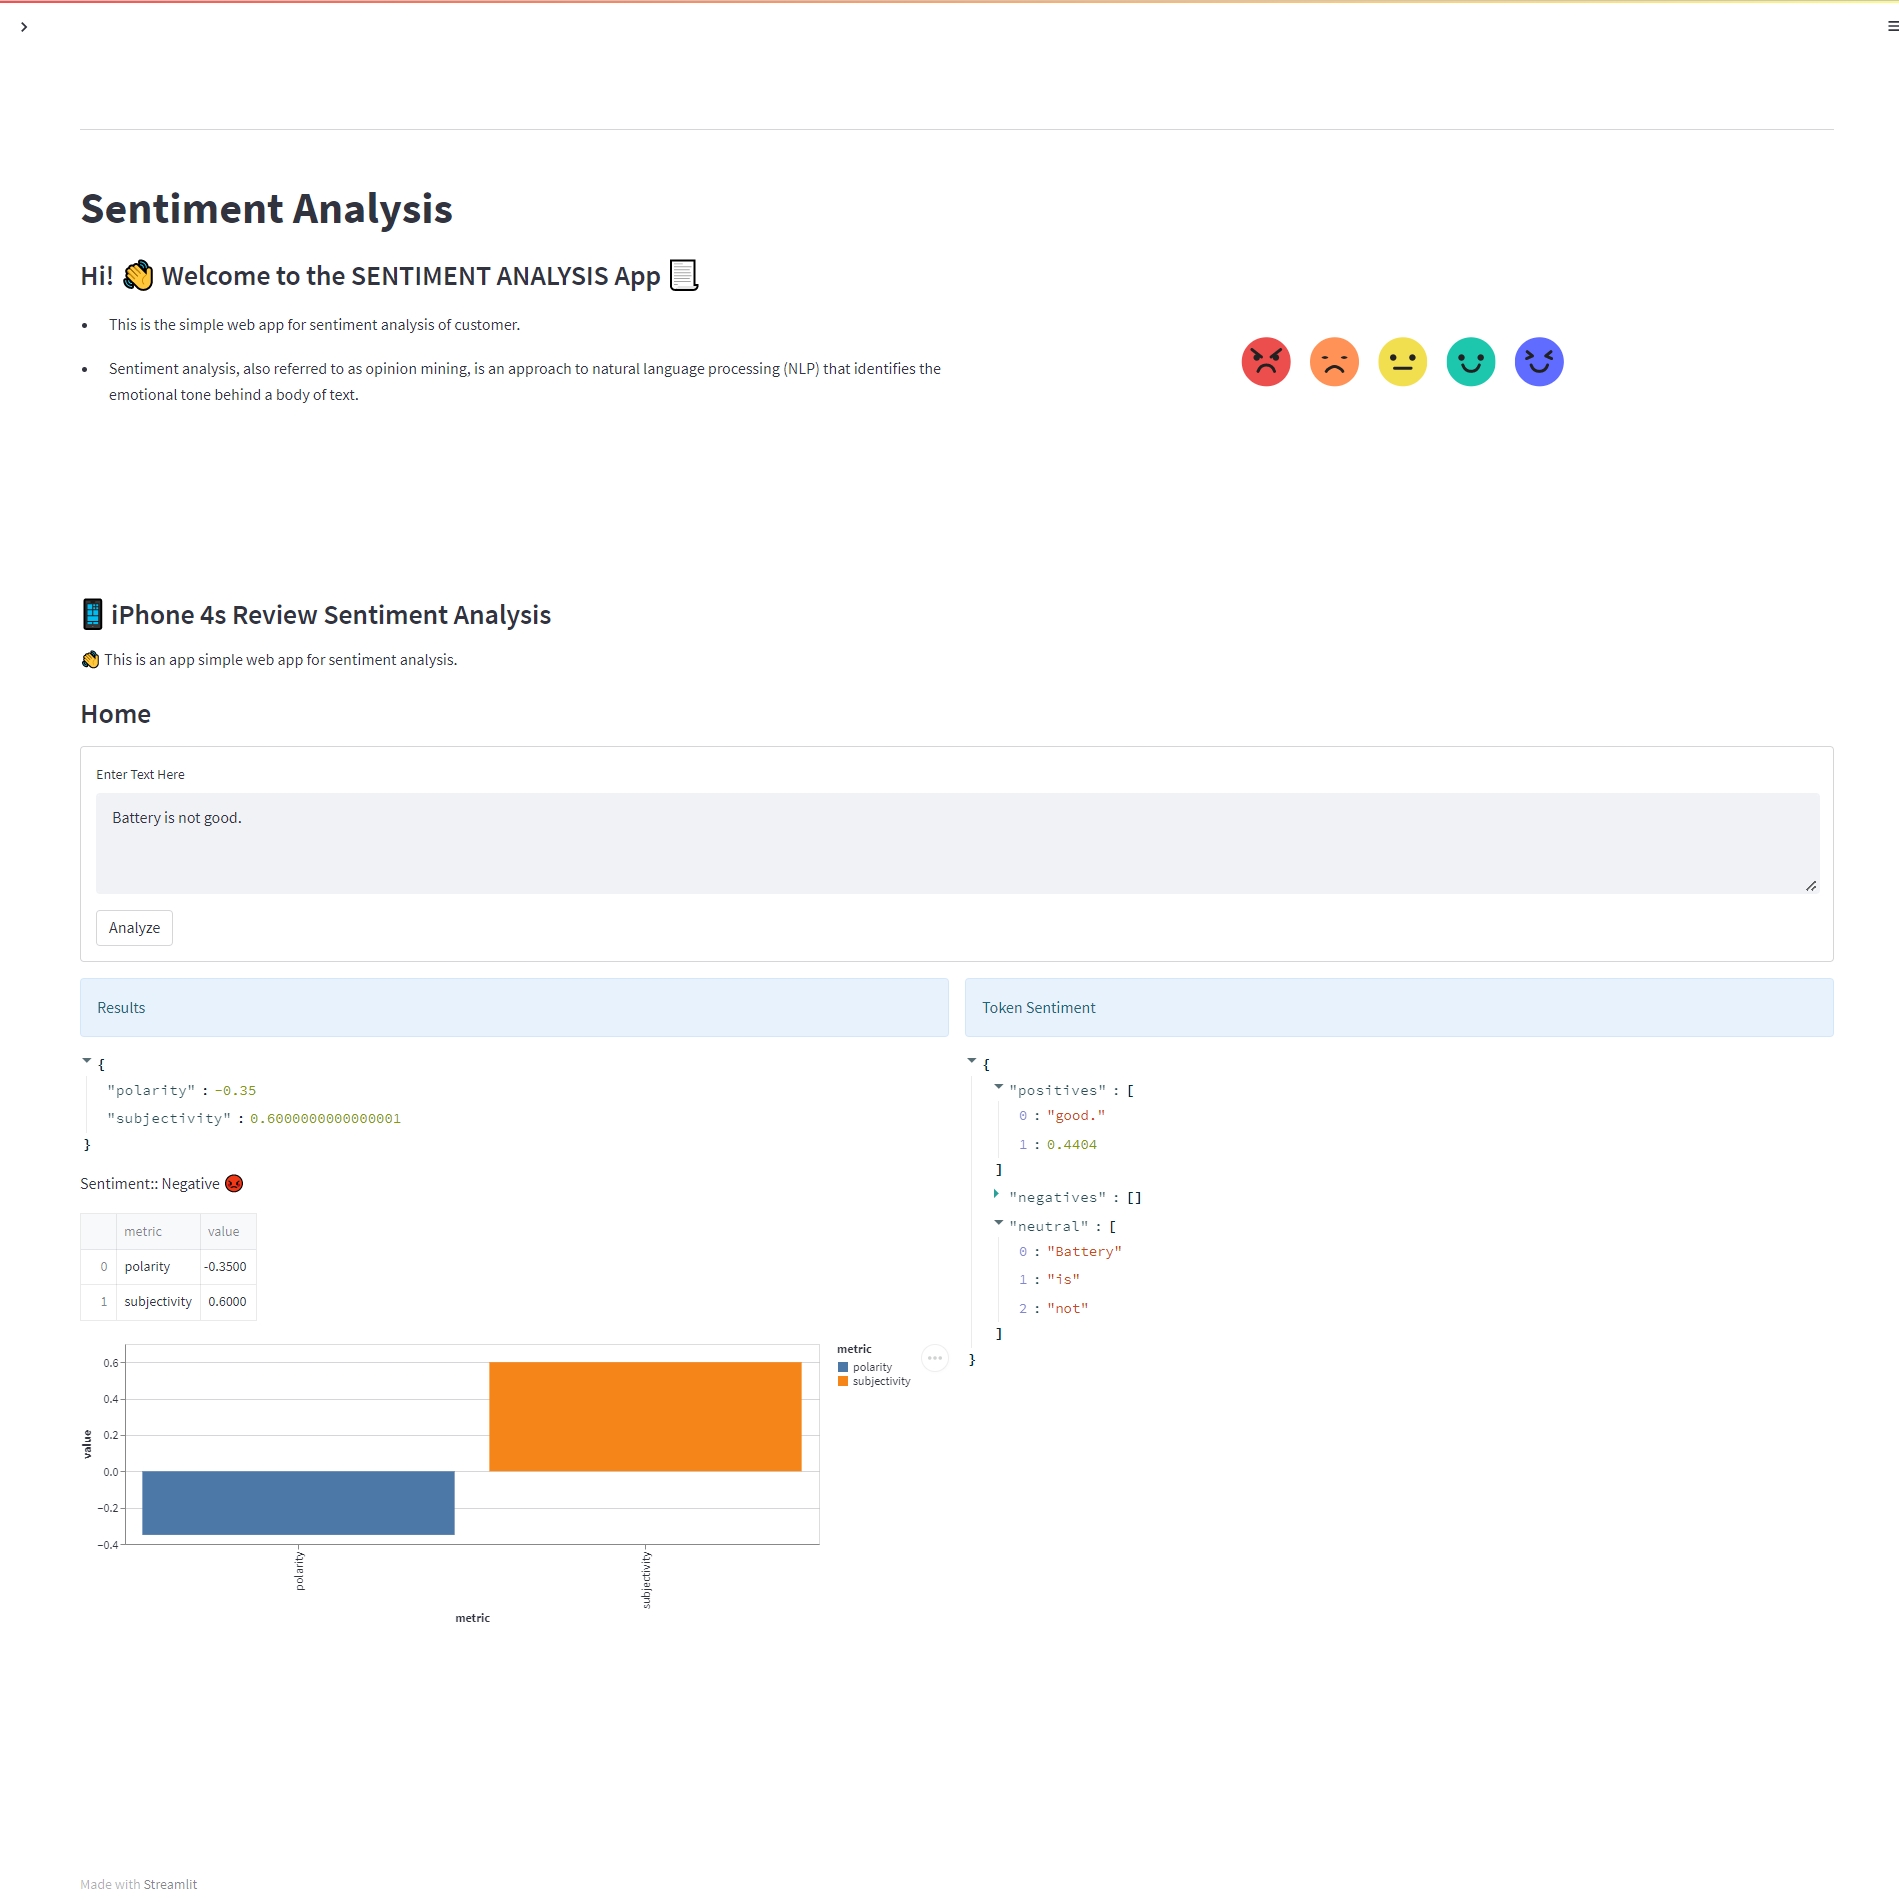 Sentiment Analysis
Hi! 👋 Welcome to the SENTIMENT ANALYSIS App 📃
• This is the simple web app for sentiment analysis of customer.
• Sentiment analysis, also referred to as opinion mining, is an approach to natural language processing (NLP) that identifies the
emotional tone behind a body of text.
📱 iPhone 4s Review Sentiment Analysis
👋 This is an app simple web app for sentiment analysis.
Home
Enter Text Here
Battery is not good.
Analyze
Results
{
"polarity" : -0.35
"subjectivity" : 0.6000000000000001
}
Sentiment:: Negative 😡
metric value
0 polarity -0.3500
1 subjectivity 0.6000
metric
polarity
subjectivity
0.6
0.4
0.2
0.0
−0.2
−0.4
value
polarity
subjectivity
metric
Token Sentiment
{
"positives" : [
0 : "good."
1 : 0.4404
]
"negatives" : []
"neutral" : [
0 : "Battery"
1 : "is"
2 : "not"
]
}
Made with Streamlit